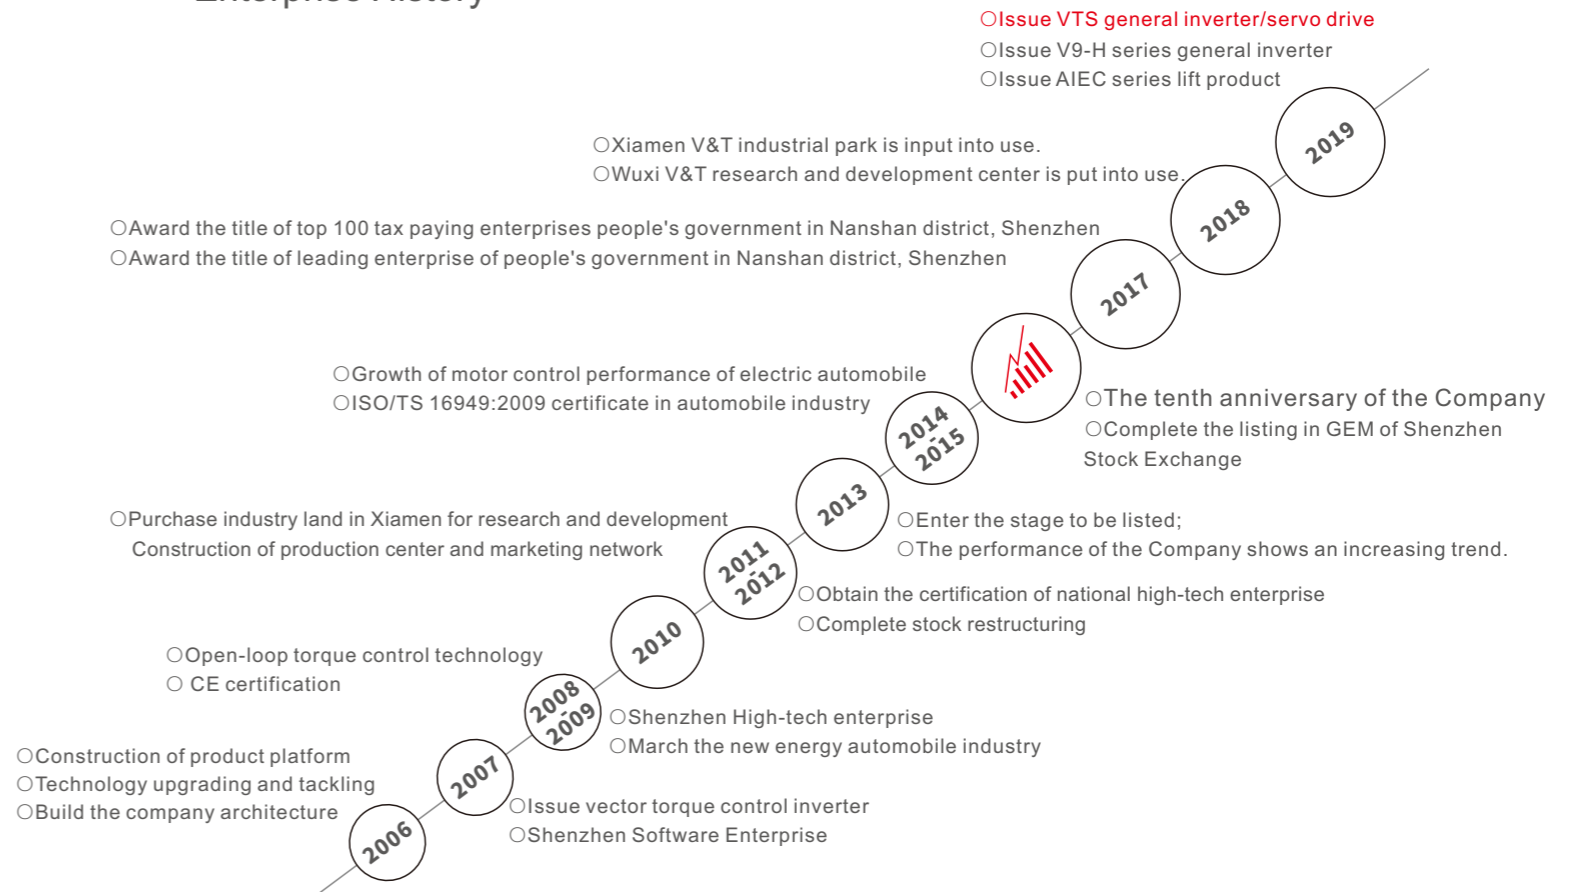 Enterprise History
○Issue VTS general inverter/servo drive
○Issue V9-H series general inverter
○Issue AIEC series lift product
2019
○Xiamen V&T industrial park is input into use.
○Wuxi V&T research and development center is put into use.
2018
○Award the title of top 100 tax paying enterprises people's government in Nanshan district, Shenzhen
○Award the title of leading enterprise of people's government in Nanshan district, Shenzhen
2017
○The tenth anniversary of the Company
○Complete the listing in GEM of Shenzhen
Stock Exchange
○Growth of motor control performance of electric automobile
○ISO/TS 16949:2009 certificate in automobile industry
2014
-
2015
2013
○Enter the stage to be listed;
○The performance of the Company shows an increasing trend.
○Purchase industry land in Xiamen for research and development
Construction of production center and marketing network
2011
-
2012
○Obtain the certification of national high-tech enterprise
○Complete stock restructuring
2010
○Open-loop torque control technology
○ CE certification
2008
-
2009
○Shenzhen High-tech enterprise
○March the new energy automobile industry
2007
○Issue vector torque control inverter
○Shenzhen Software Enterprise
○Construction of product platform
○Technology upgrading and tackling
○Build the company architecture
2006